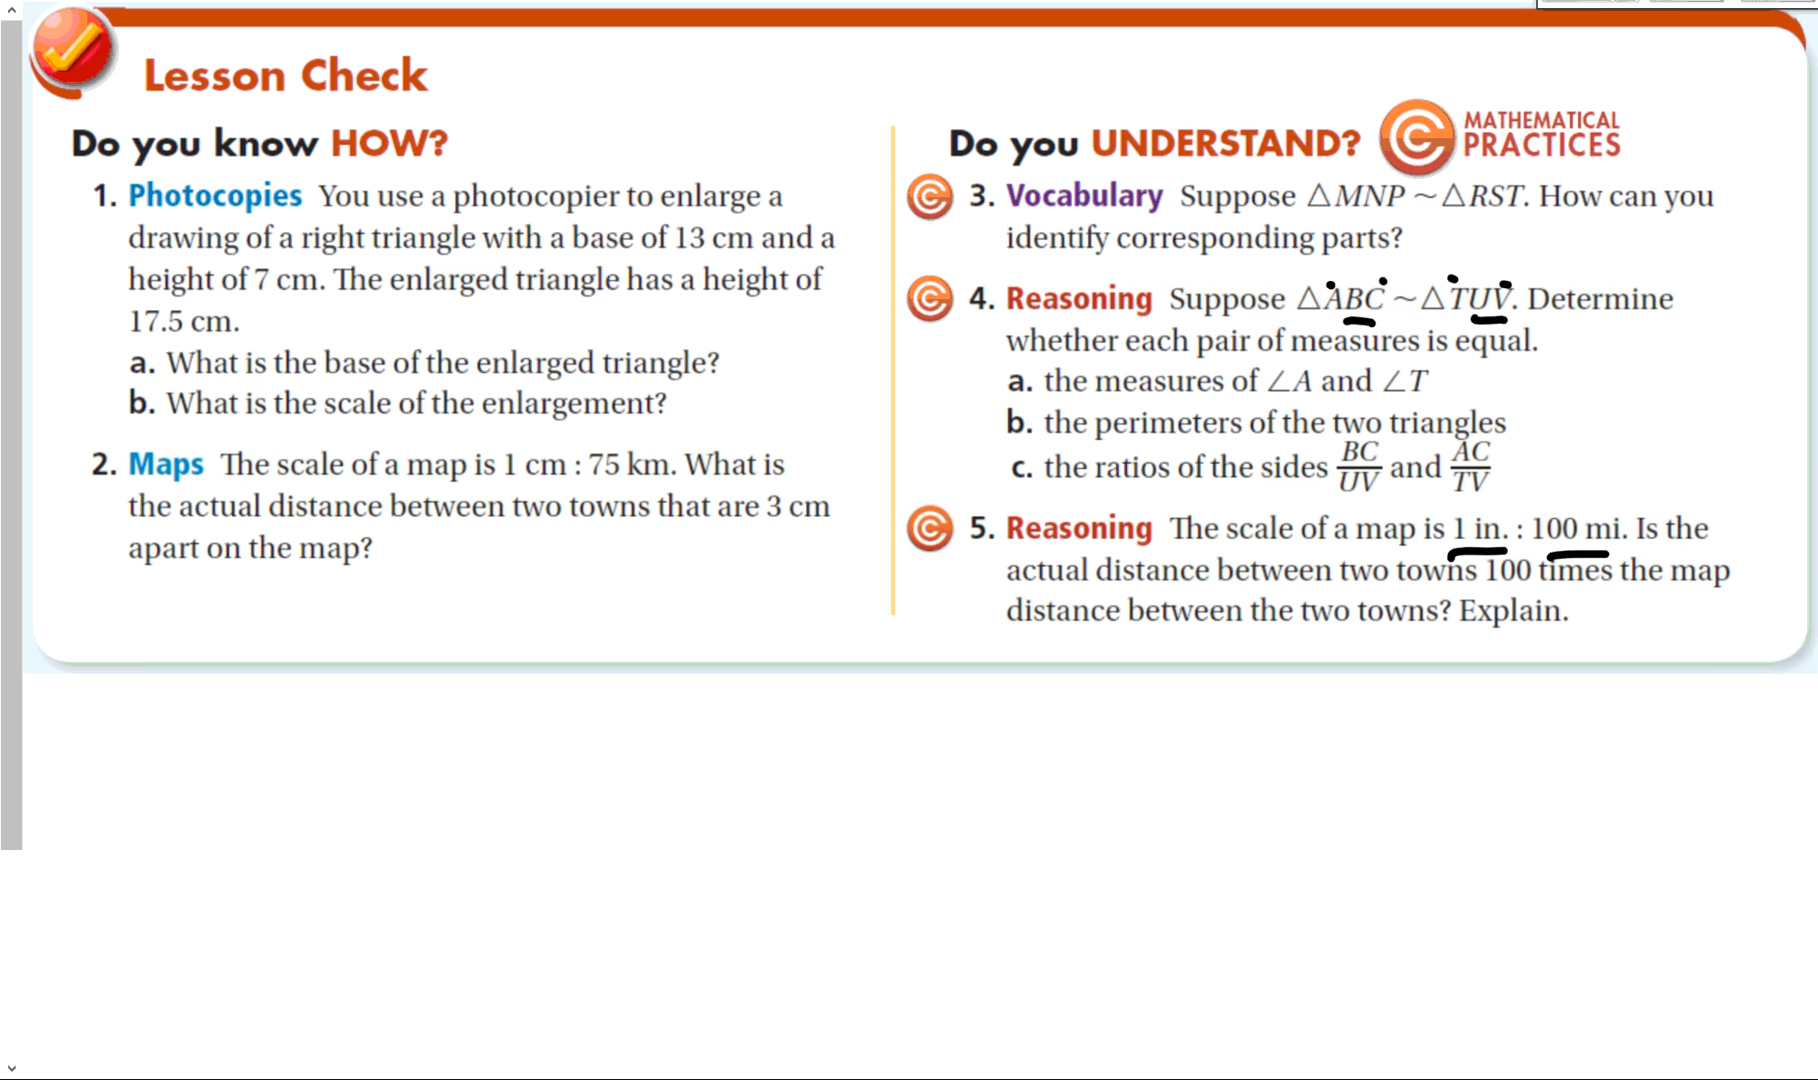 Lesson Check
Do you know HOW?
1. Photocopies You use a photocopier to enlarge a
drawing of a right triangle with a base of 13 cm and a
height of 7 cm. The enlarged triangle has a height of
17.5 cm.
a. What is the base of the enlarged triangle?
b. What is the scale of the enlargement?
2. Maps The scale of a map is 1 cm : 75 km. What is
the actual distance between two towns that are 3 cm
apart on the map?
Do you UNDERSTAND?
MATHEMATICAL
PRACTICES
3. Vocabulary Suppose △MNP ~ △RST. How can you
identify corresponding parts?
4. Reasoning Suppose △ABC ~ △TUV. Determine
whether each pair of measures is equal.
a. the measures of ∠A and ∠T
b. the perimeters of the two triangles
c. the ratios of the sides BC/UV and AC/TV
5. Reasoning The scale of a map is 1 in. : 100 mi. Is the
actual distance between two towns 100 times the map
distance between the two towns? Explain.